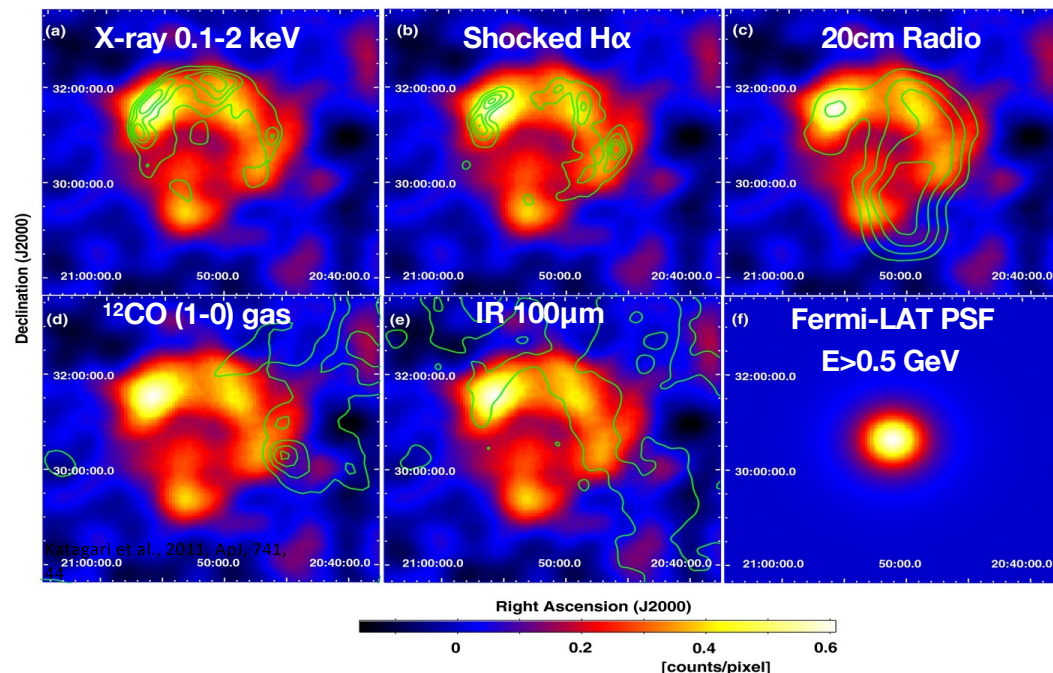 (a) X-ray 0.1-2 keV
(b) Shocked Hα
(c) 20cm Radio
32:00:00.0
32:00:00.0
32:00:00.0
30:00:00.0
30:00:00.0
30:00:00.0
21:00:00.0 50:00.0 20:40:00.0
21:00:00.0 50:00.0 20:40:00.0
21:00:00.0 50:00.0 20:40:00.0
Declination (J2000)
(d) ¹²CO (1-0) gas
(e) IR 100μm
(f) Fermi-LAT PSF
E>0.5 GeV
32:00:00.0
32:00:00.0
32:00:00.0
30:00:00.0
30:00:00.0
30:00:00.0
Katagari et al., 2011, ApJ, 741,
44
21:00:00.0 50:00.0 20:40:00.0
21:00:00.0 50:00.0 20:40:00.0
21:00:00.0 50:00.0 20:40:00.0
Right Ascension (J2000)
0 0.2 0.4 0.6
[counts/pixel]